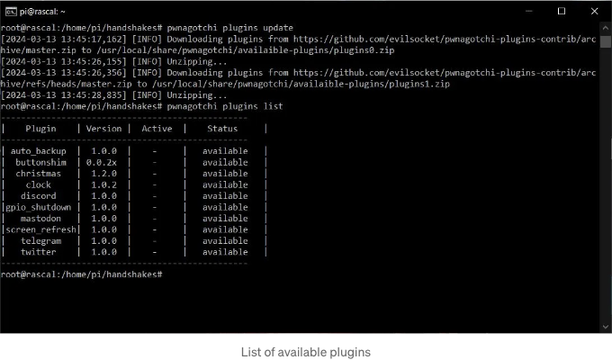 pi@rascal: ~
root@rascal:/home/pi/handshakes# pwnagotchi plugins update
[2024-03-13 13:45:17,162] [INFO] Downloading plugins from https://github.com/evilsocket/pwnagotchi-plugins-contrib/arc
hive/master.zip to /usr/local/share/pwnagotchi/availaible-plugins/plugins0.zip
[2024-03-13 13:45:26,155] [INFO] Unzipping...
[2024-03-13 13:45:26,356] [INFO] Downloading plugins from https://github.com/evilsocket/pwnagotchi-plugins-contrib/arc
hive/refs/heads/master.zip to /usr/local/share/pwnagotchi/availaible-plugins/plugins1.zip
[2024-03-13 13:45:28,835] [INFO] Unzipping...
root@rascal:/home/pi/handshakes# pwnagotchi plugins list
| Plugin | Version | Active | Status |
| auto_backup | 1.0.0 | - | available |
| buttonshim | 0.0.2x | - | available |
| christmas | 1.2.0 | - | available |
| clock | 1.0.2 | - | available |
| discord | 1.0.0 | - | available |
|gpio_shutdown | 1.0.0 | - | available |
| mastodon | 1.0.0 | - | available |
|screen_refresh| 1.0.0 | - | available |
| telegram | 1.0.0 | - | available |
| twitter | 1.0.0 | - | available |
root@rascal:/home/pi/handshakes#
List of available plugins